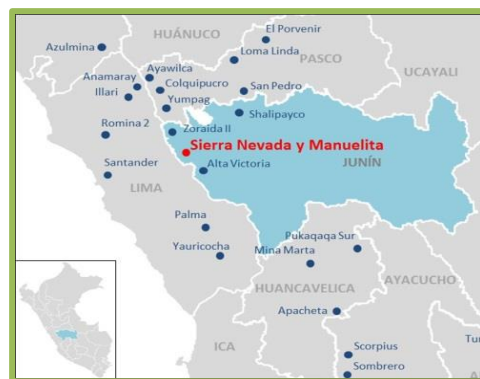 El Porvenir
HUÁNUCO
Azulmina
Loma Linda
PASCO
Ayawilca
UCAYALI
Anamaray
Colquipucro
San Pedro
Illari
Yumpag
Shalipayco
Romina 2
Zoraida II
Sierra Nevada y Manuelita
JUNÍN
Santander
Alta Victoria
LIMA
Palma
Pukaqaqa Sur
Yauricocha
Mina Marta
AYACUCHO
HUANCAVELICA
Apacheta
ICA
Scorpius
Sombrero